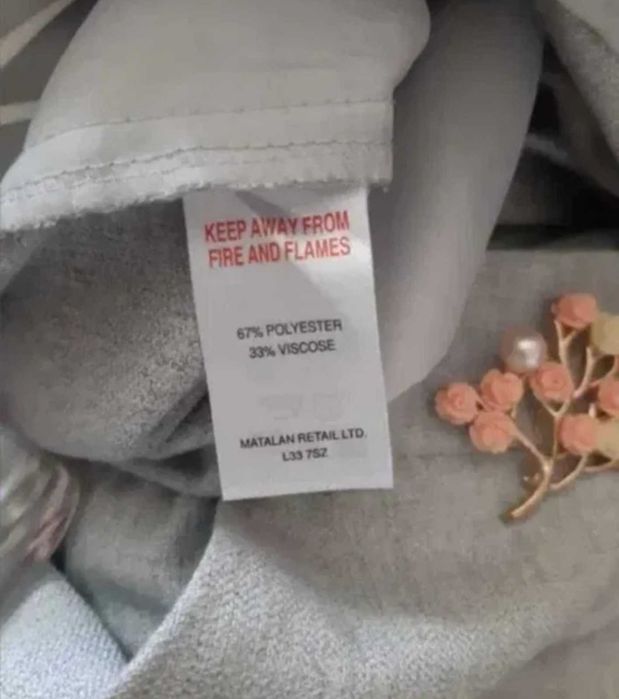 KEEP AWAY FROM
FIRE AND FLAMES
67% POLYESTER
33% VISCOSE
MATALAN RETAIL LTD.
L33 7SZ